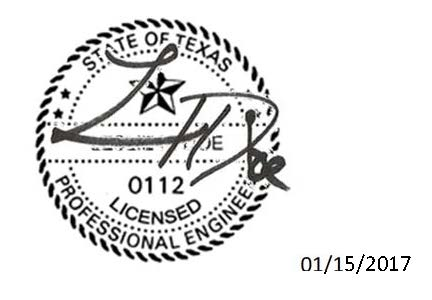 STATE OF TEXAS
0112
LICENSED
PROFESSIONAL ENGINEER
01/15/2017